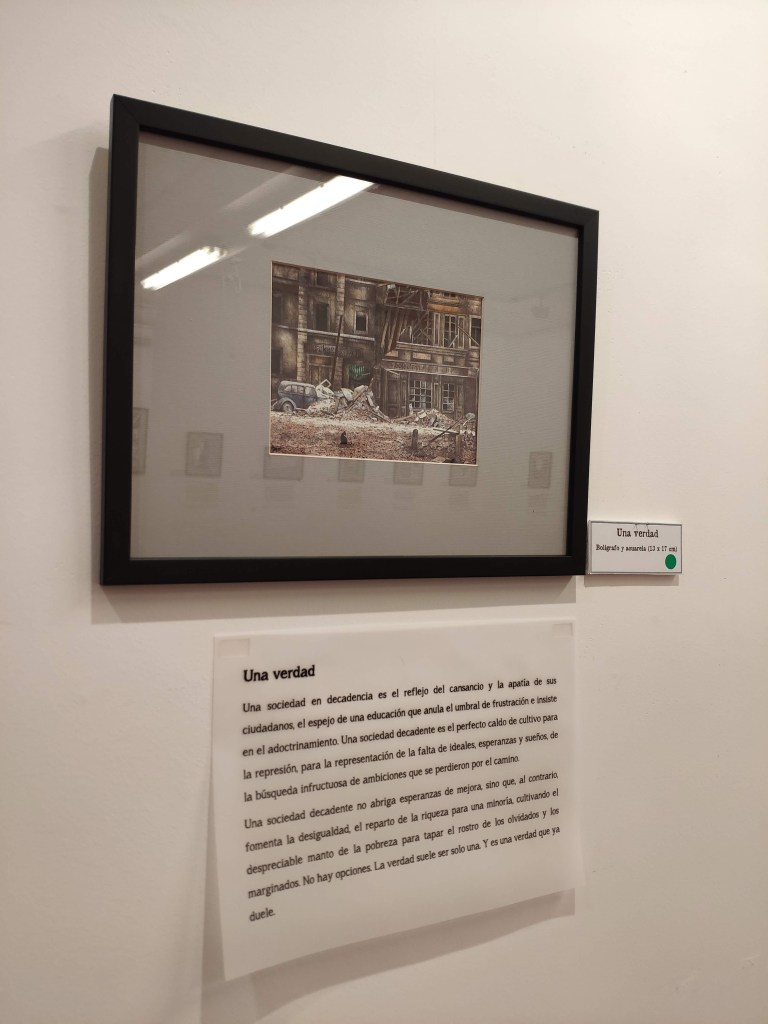 Una verdad
Bolígrafo y acuarela (13 x 17 cm)
Una verdad
Una sociedad en decadencia es el reflejo del cansancio y la apatía de sus
ciudadanos, el espejo de una educación que anula el umbral de frustración e insiste
en el adoctrinamiento. Una sociedad decadente es el perfecto caldo de cultivo para
la represión, para la representación de la falta de ideales, esperanzas y sueños, de
la búsqueda infructuosa de ambiciones que se perdieron por el camino.
Una sociedad decadente no abriga esperanzas de mejora, sino que, al contrario,
fomenta la desigualdad, el reparto de la riqueza para una minoría, cultivando el
despreciable manto de la pobreza para tapar el rostro de los olvidados y los
marginados. No hay opciones. La verdad suele ser solo una. Y es una verdad que ya
duele.